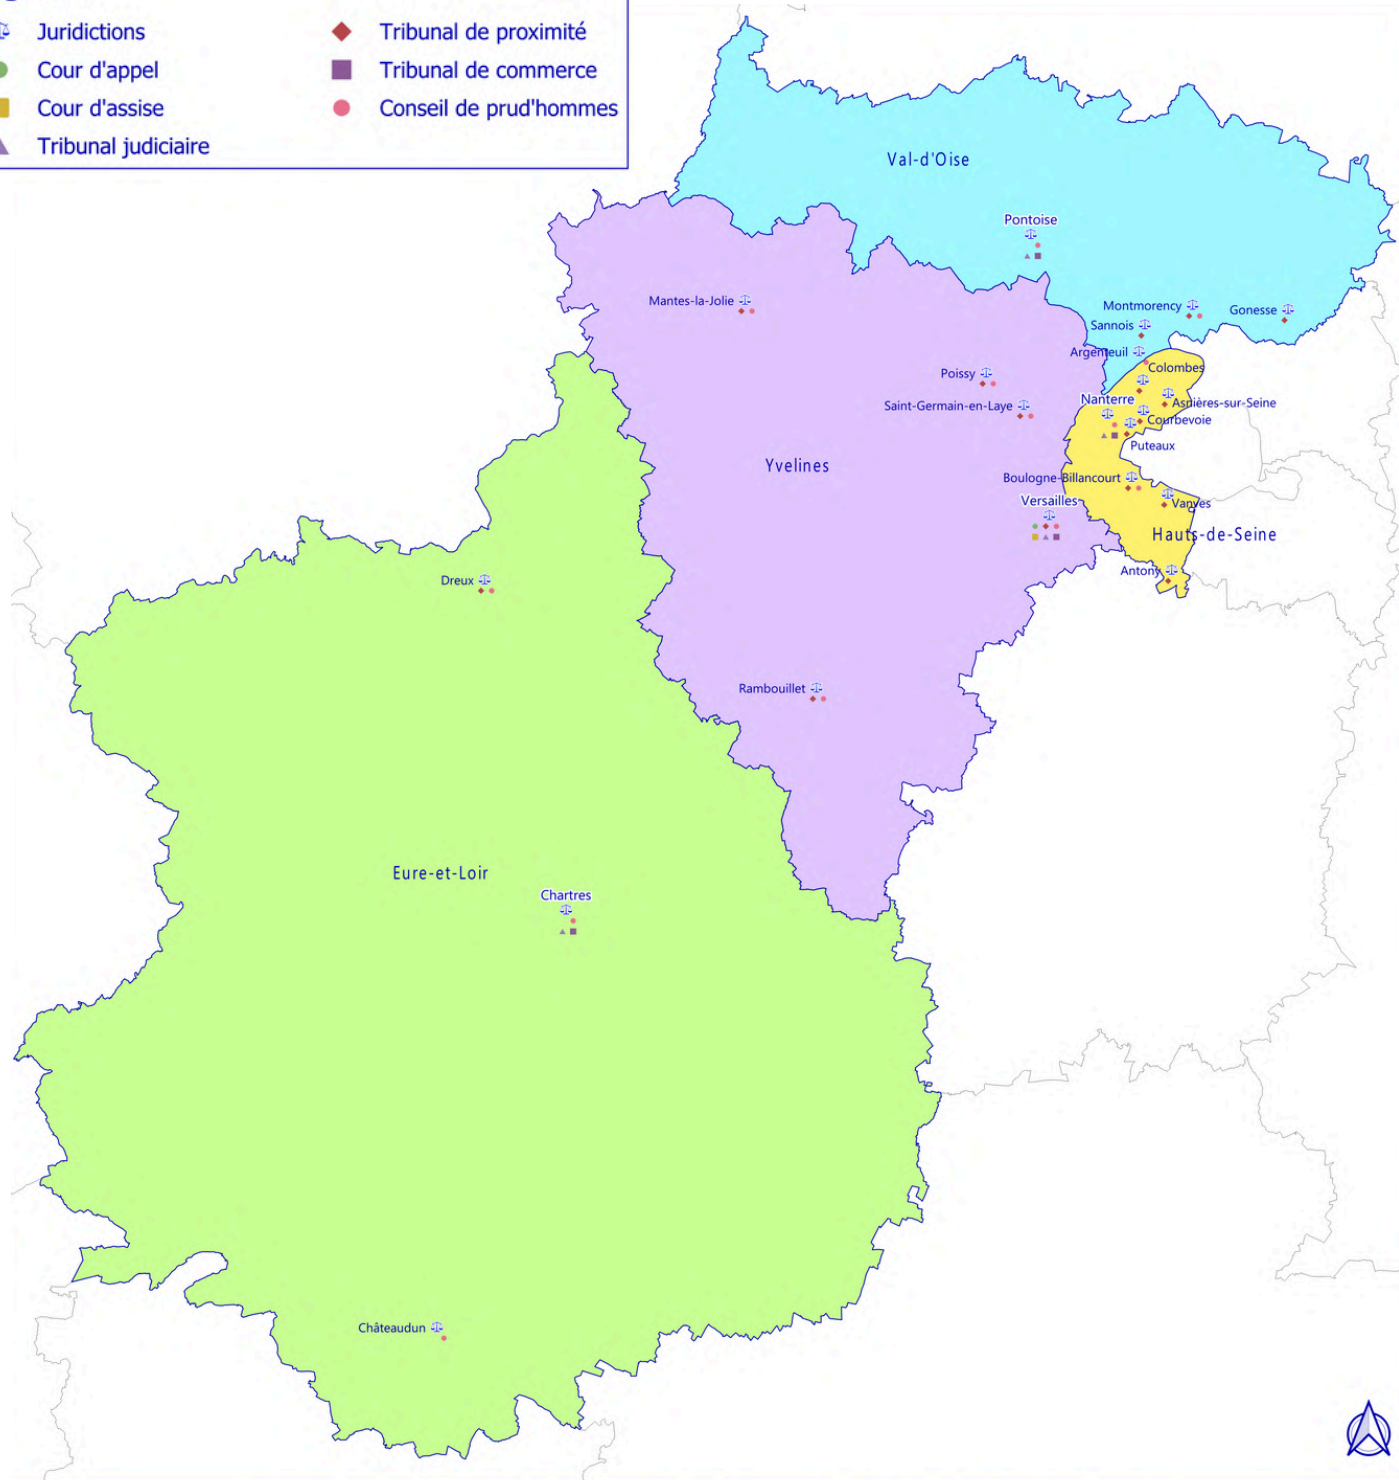 Juridictions
Tribunal de proximité
Cour d'appel
Tribunal de commerce
Cour d'assise
Conseil de prud'hommes
Tribunal judiciaire
Val-d'Oise
Pontoise
Mantes-la-Jolie
Montmorency
Gonesse
Sannois
Argenteuil
Colombes
Poissy
Nanterre
Asnières-sur-Seine
Saint-Germain-en-Laye
Courbevoie
Puteaux
Yvelines
Boulogne-Billancourt
Versailles
Vanves
Hauts-de-Seine
Antony
Dreux
Rambouillet
Eure-et-Loir
Chartres
Châteaudun